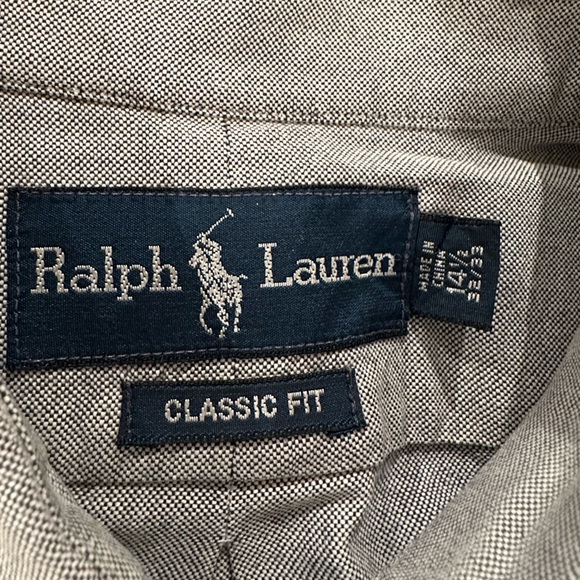 Ralph Lauren
MADE IN
CHINA
14½
32/33
CLASSIC FIT